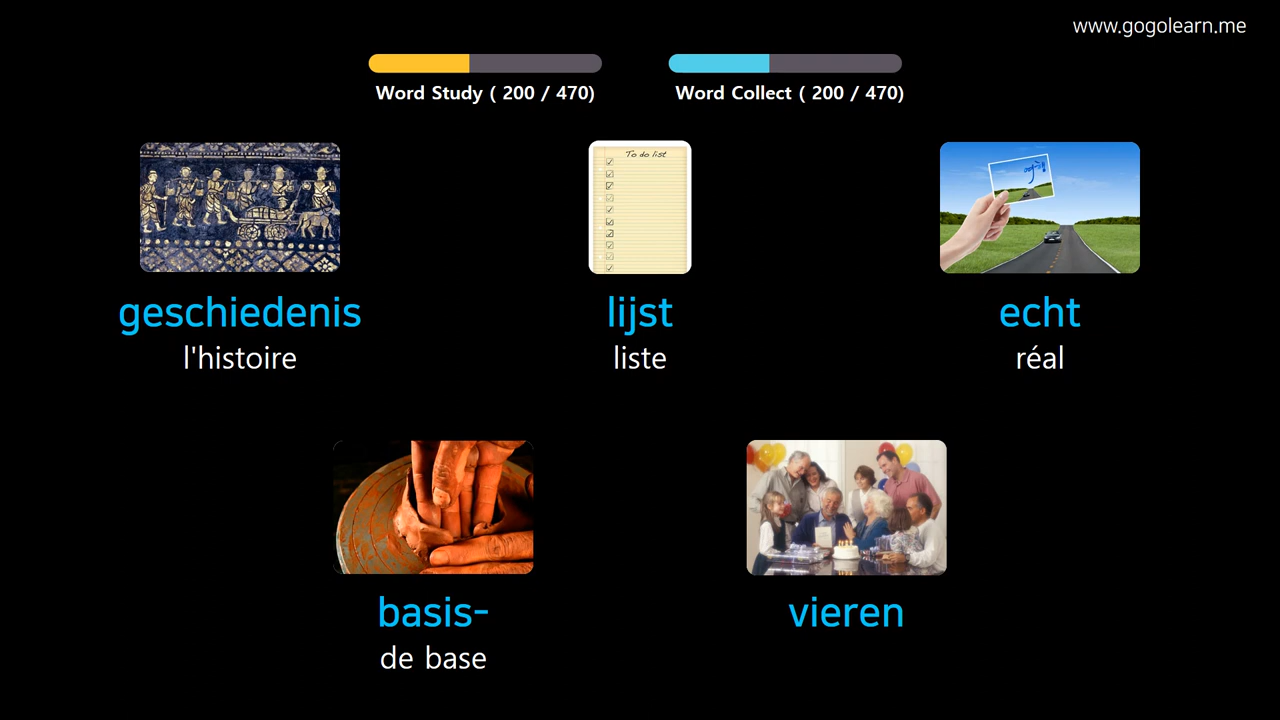 www.gogolearn.me
Word Study ( 200 / 470)
Word Collect ( 200 / 470)
To do list
geschiedenis
l'histoire
lijst
liste
echt
réal
basis-
de base
vieren